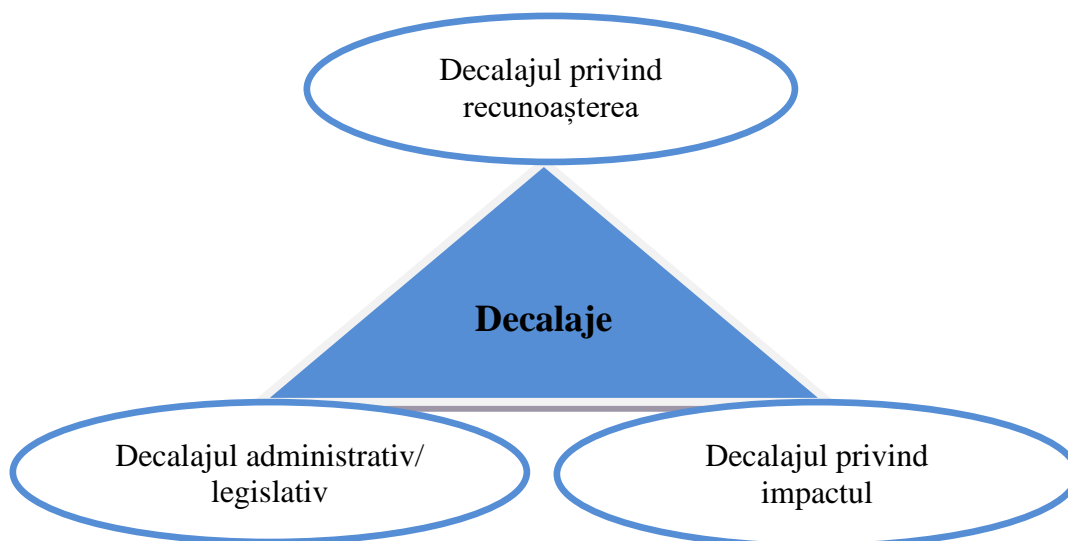 Decalajul privind
recunoașterea
Decalaje
Decalajul administrativ/
legislativ
Decalajul privind
impactul